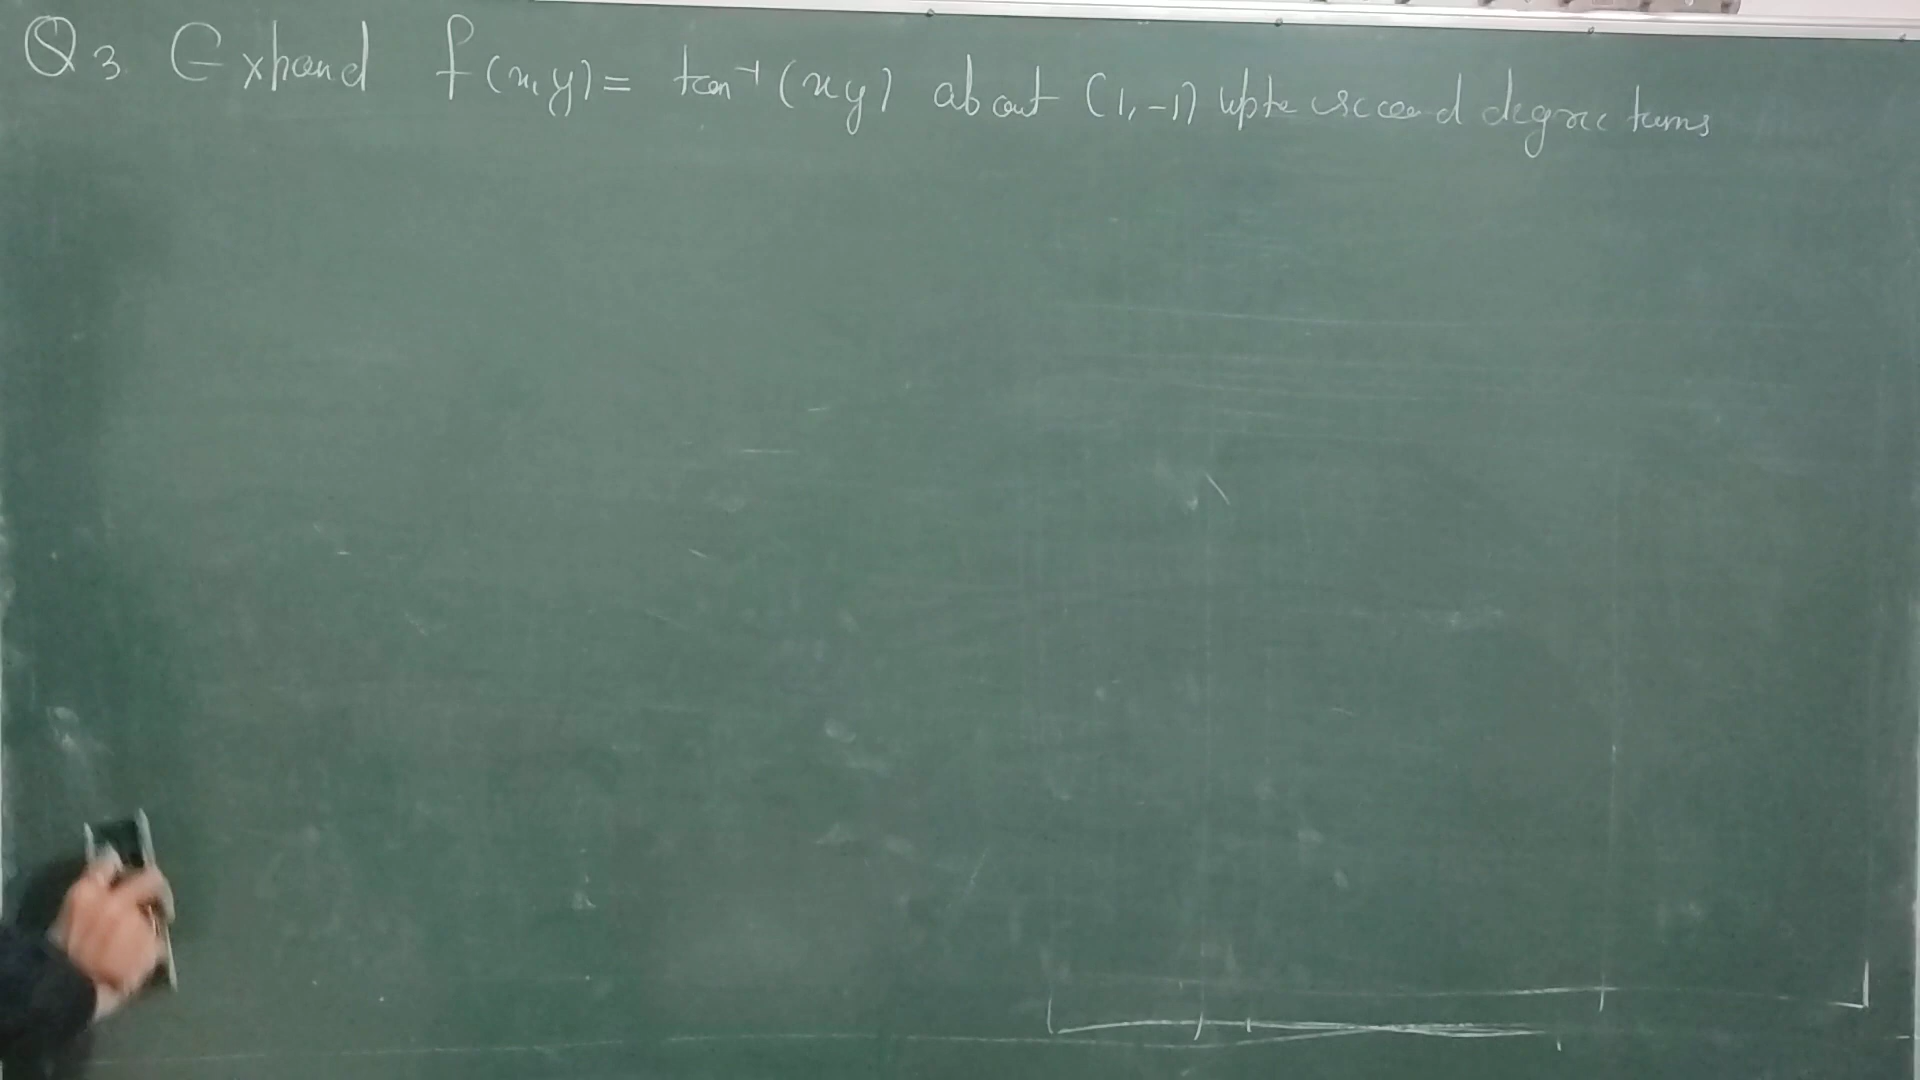 Q3 Expand f(x,y) = tan⁻¹(xy) about (1,-1) upto second degree terms